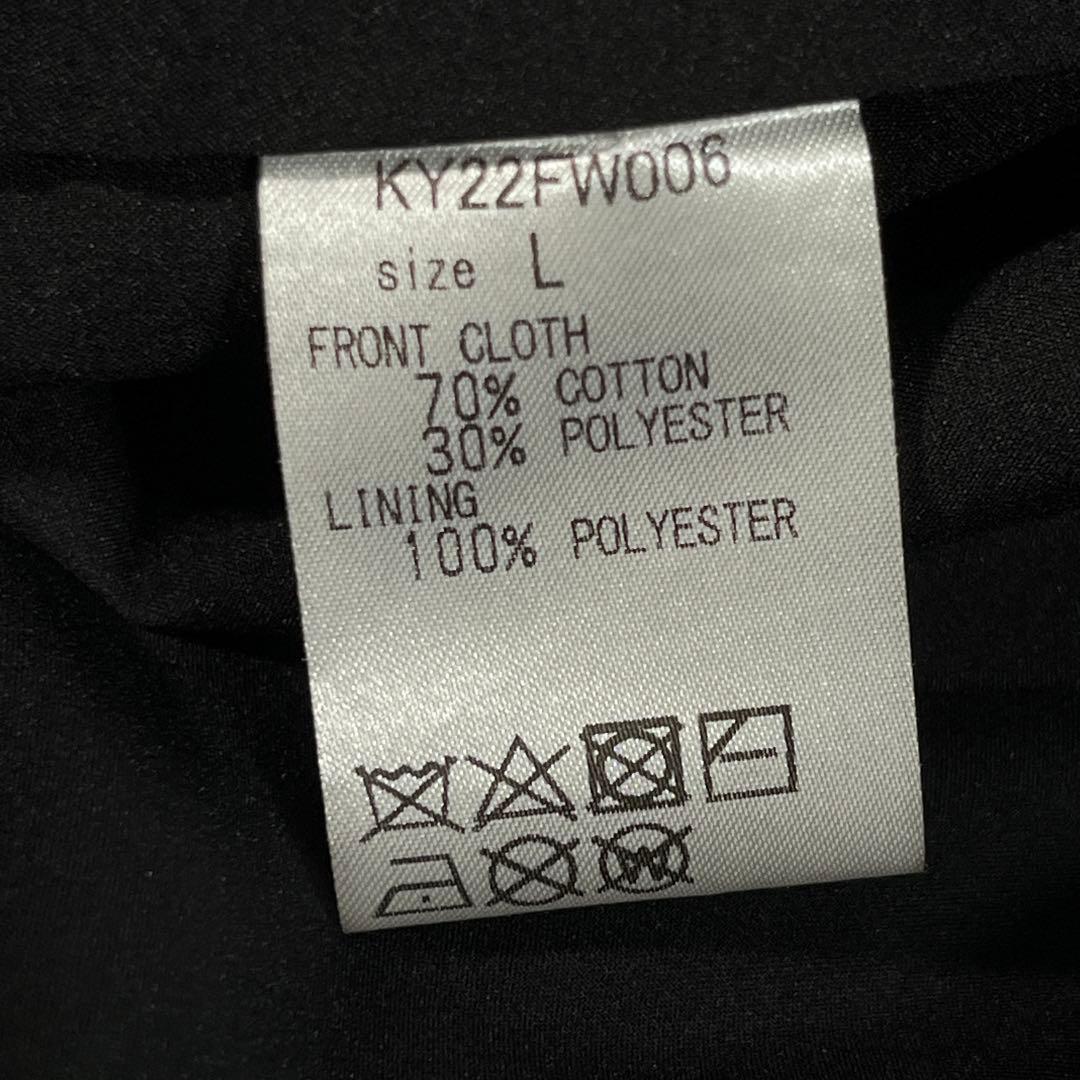 KY22FW006
size L
FRONT CLOTH
70% COTTON
30% POLYESTER
LINING
100% POLYESTER
W